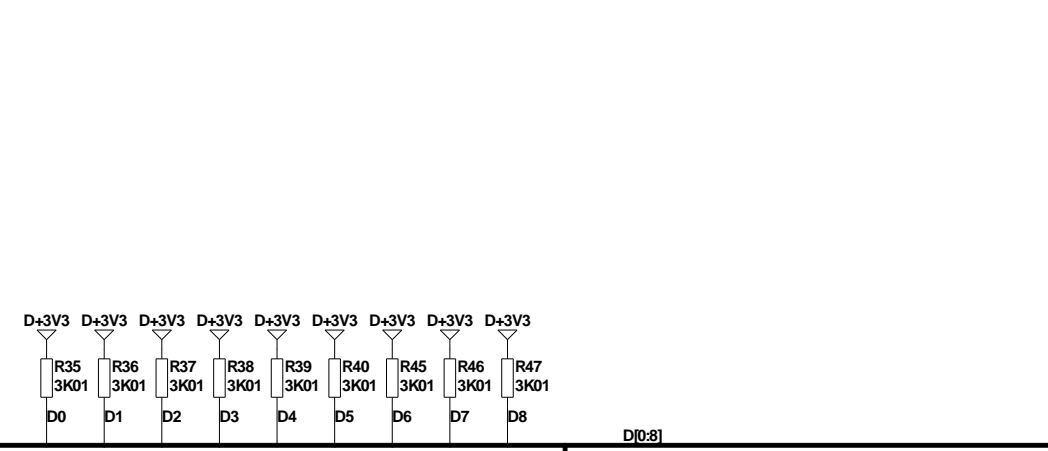 D+3V3 D+3V3 D+3V3 D+3V3 D+3V3 D+3V3 D+3V3 D+3V3 D+3V3
R35 R36 R37 R38 R39 R40 R45 R46 R47
3K01 3K01 3K01 3K01 3K01 3K01 3K01 3K01 3K01
D0 D1 D2 D3 D4 D5 D6 D7 D8
D[0:8]